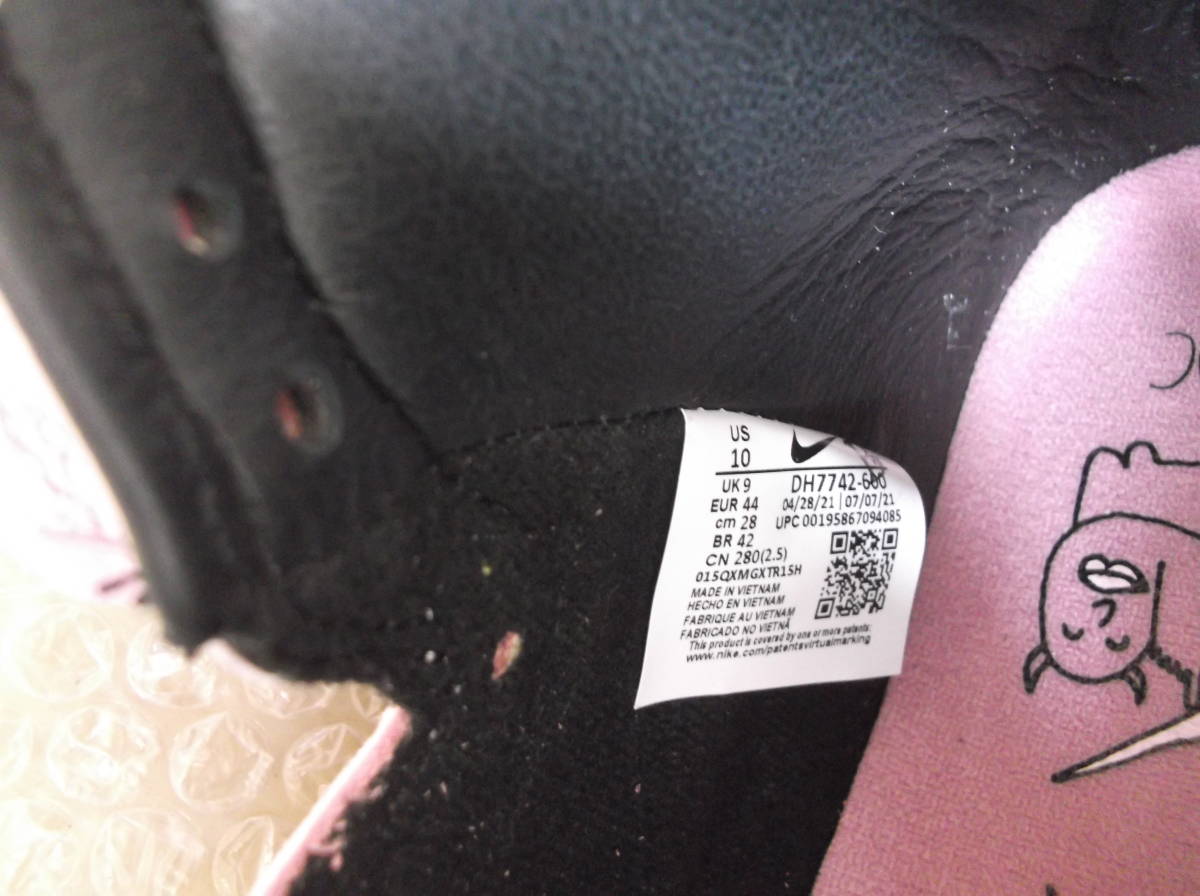 US
10
UK 9
EUR 44
cm 28
BR 42
CN 280(2.5)
DH7742-600
04/28/21 | 07/07/21
UPC 00195867094085
015QXMGXTR15H
MADE IN VIETNAM
HECHO EN VIETNAM
FABRIQUE AU VIETNAM
FABRICADO NO VIETNÃ
This product is covered by one or more patents:
www.nike.com/patentsvirtualmarking